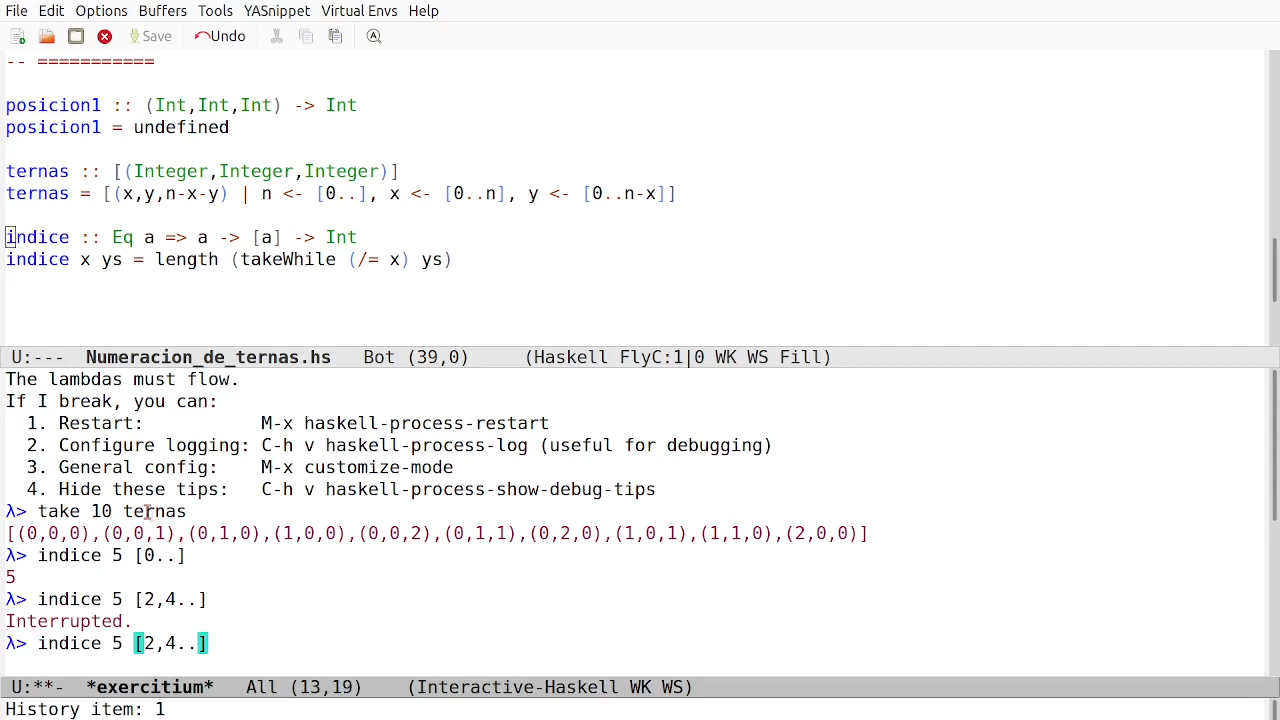 File Edit Options Buffers Tools YASnippet Virtual Envs Help
Save Undo
-- ===========
posicion1 :: (Int,Int,Int) -> Int
posicion1 = undefined
ternas :: [(Integer,Integer,Integer)]
ternas = [(x,y,n-x-y) | n <- [0..], x <- [0..n], y <- [0..n-x]]
indice :: Eq a => a -> [a] -> Int
indice x ys = length (takeWhile (/= x) ys)
U:--- Numeracion_de_ternas.hs Bot (39,0) (Haskell FlyC:1|0 WK WS Fill)
The lambdas must flow.
If I break, you can:
1. Restart: M-x haskell-process-restart
2. Configure logging: C-h v haskell-process-log (useful for debugging)
3. General config: M-x customize-mode
4. Hide these tips: C-h v haskell-process-show-debug-tips
λ> take 10 ternas
[(0,0,0),(0,0,1),(0,1,0),(1,0,0),(0,0,2),(0,1,1),(0,2,0),(1,0,1),(1,1,0),(2,0,0)]
λ> indice 5 [0..]
5
λ> indice 5 [2,4..]
Interrupted.
λ> indice 5 [2,4..]
U:**- *exercitium* All (13,19) (Interactive-Haskell WK WS)
History item: 1